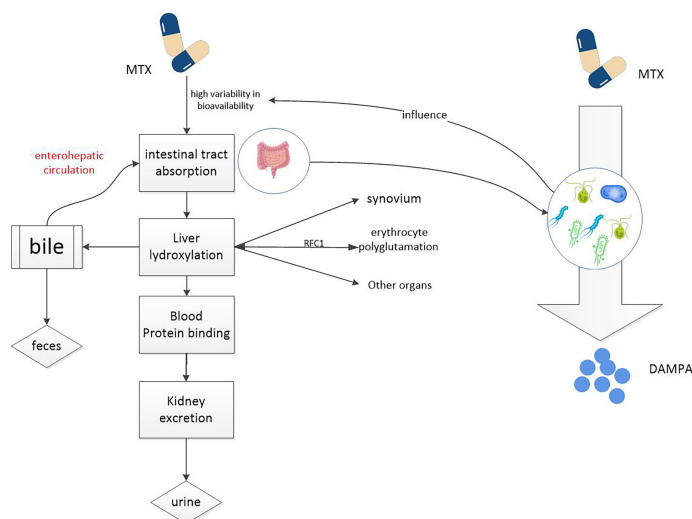 MTX
MTX
high variability in
bioavailability
influence
enterohepatic
circulation
intestinal tract
absorption
synovium
bile
Liver
lydroxylation
RFC1
erythrocyte
polyglutamation
Other organs
Blood
Protein binding
feces
DAMPA
Kidney
excretion
urine